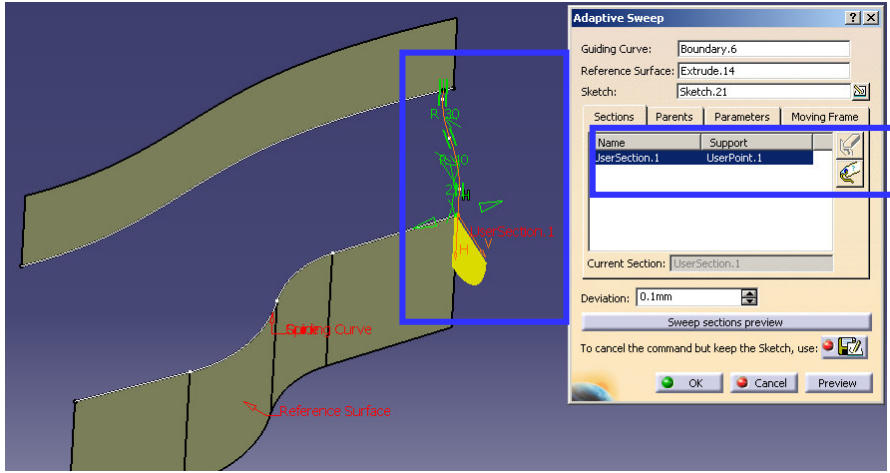 Adaptive Sweep
Guiding Curve: Boundary.6
Reference Surface: Extrude.14
Sketch: Sketch.21
Sections Parents Parameters Moving Frame
Name Support
UserSection.1 UserPoint.1
Current Section: UserSection.1
Deviation: 0.1mm
Sweep sections preview
To cancel the command but keep the Sketch, use:
OK Cancel Preview
H
R 30
H
UserSection.1
H
V
Guiding Curve
Reference Surface